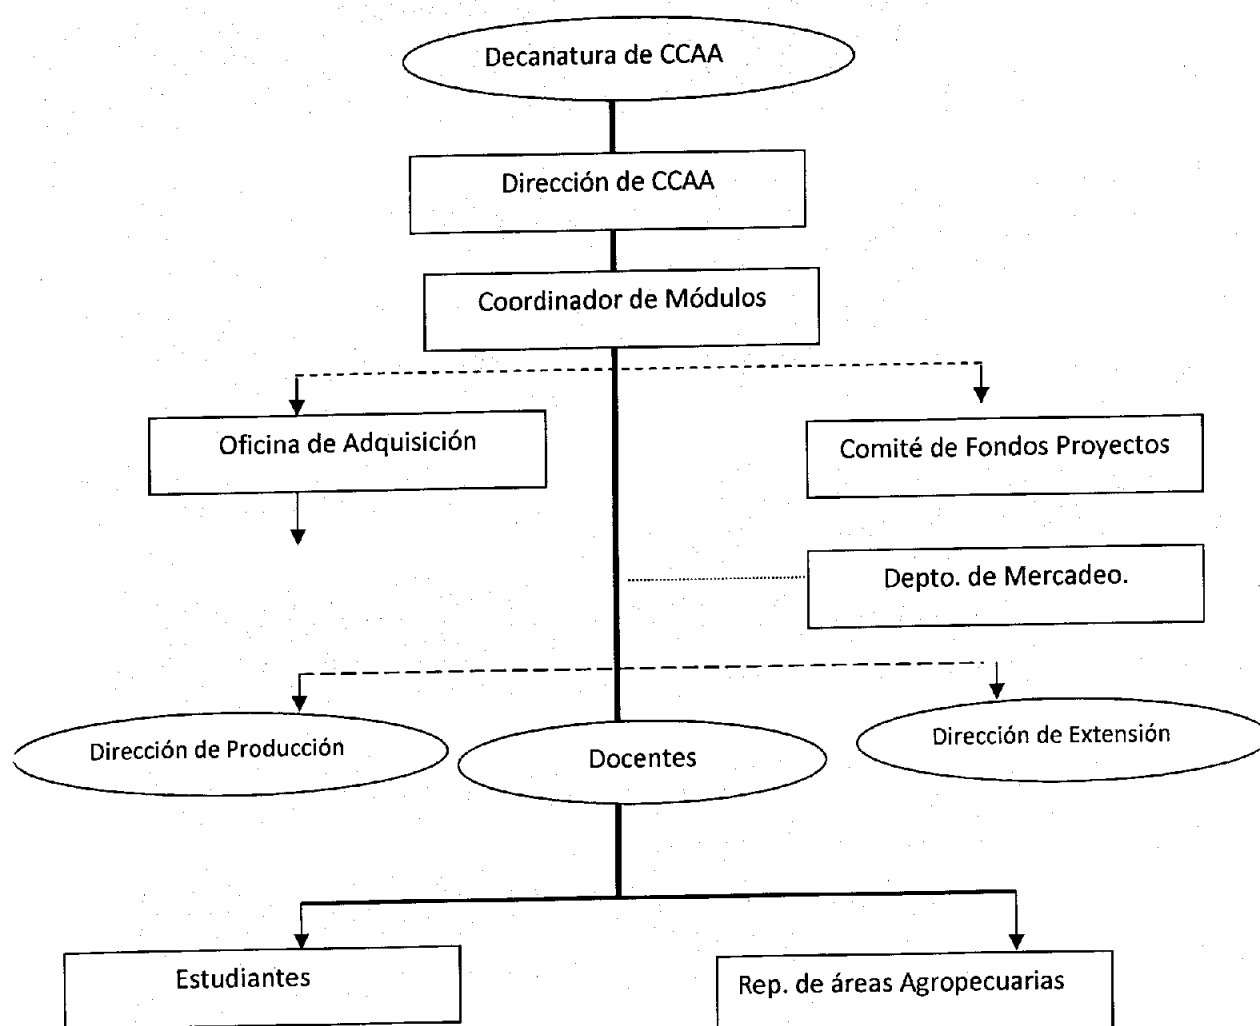 Decanatura de CCAA
Dirección de CCAA
Coordinador de Módulos
Oficina de Adquisición
Comité de Fondos Proyectos
Depto. de Mercadeo.
Dirección de Producción
Docentes
Dirección de Extensión
Estudiantes
Rep. de áreas Agropecuarias